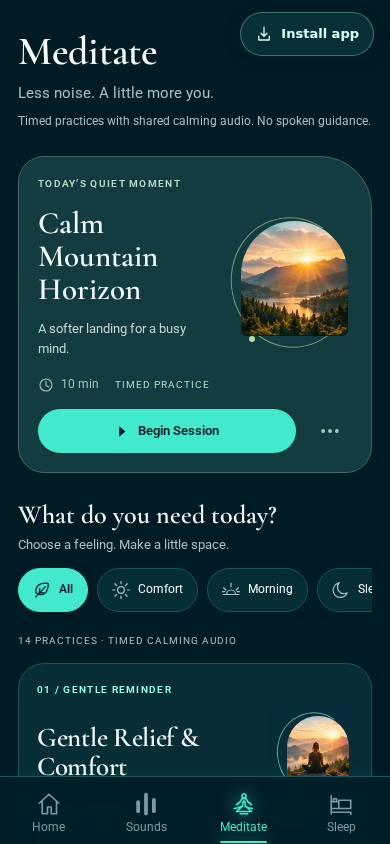 Install app
Meditate
Less noise. A little more you.
Timed practices with shared calming audio. No spoken guidance.
TODAY'S QUIET MOMENT
Calm
Mountain
Horizon
A softer landing for a busy
mind.
10 min TIMED PRACTICE
Begin Session
What do you need today?
Choose a feeling. Make a little space.
All Comfort Morning Sle
14 PRACTICES · TIMED CALMING AUDIO
01 / GENTLE REMINDER
Gentle Relief &
Comfort
Home Sounds Meditate Sleep